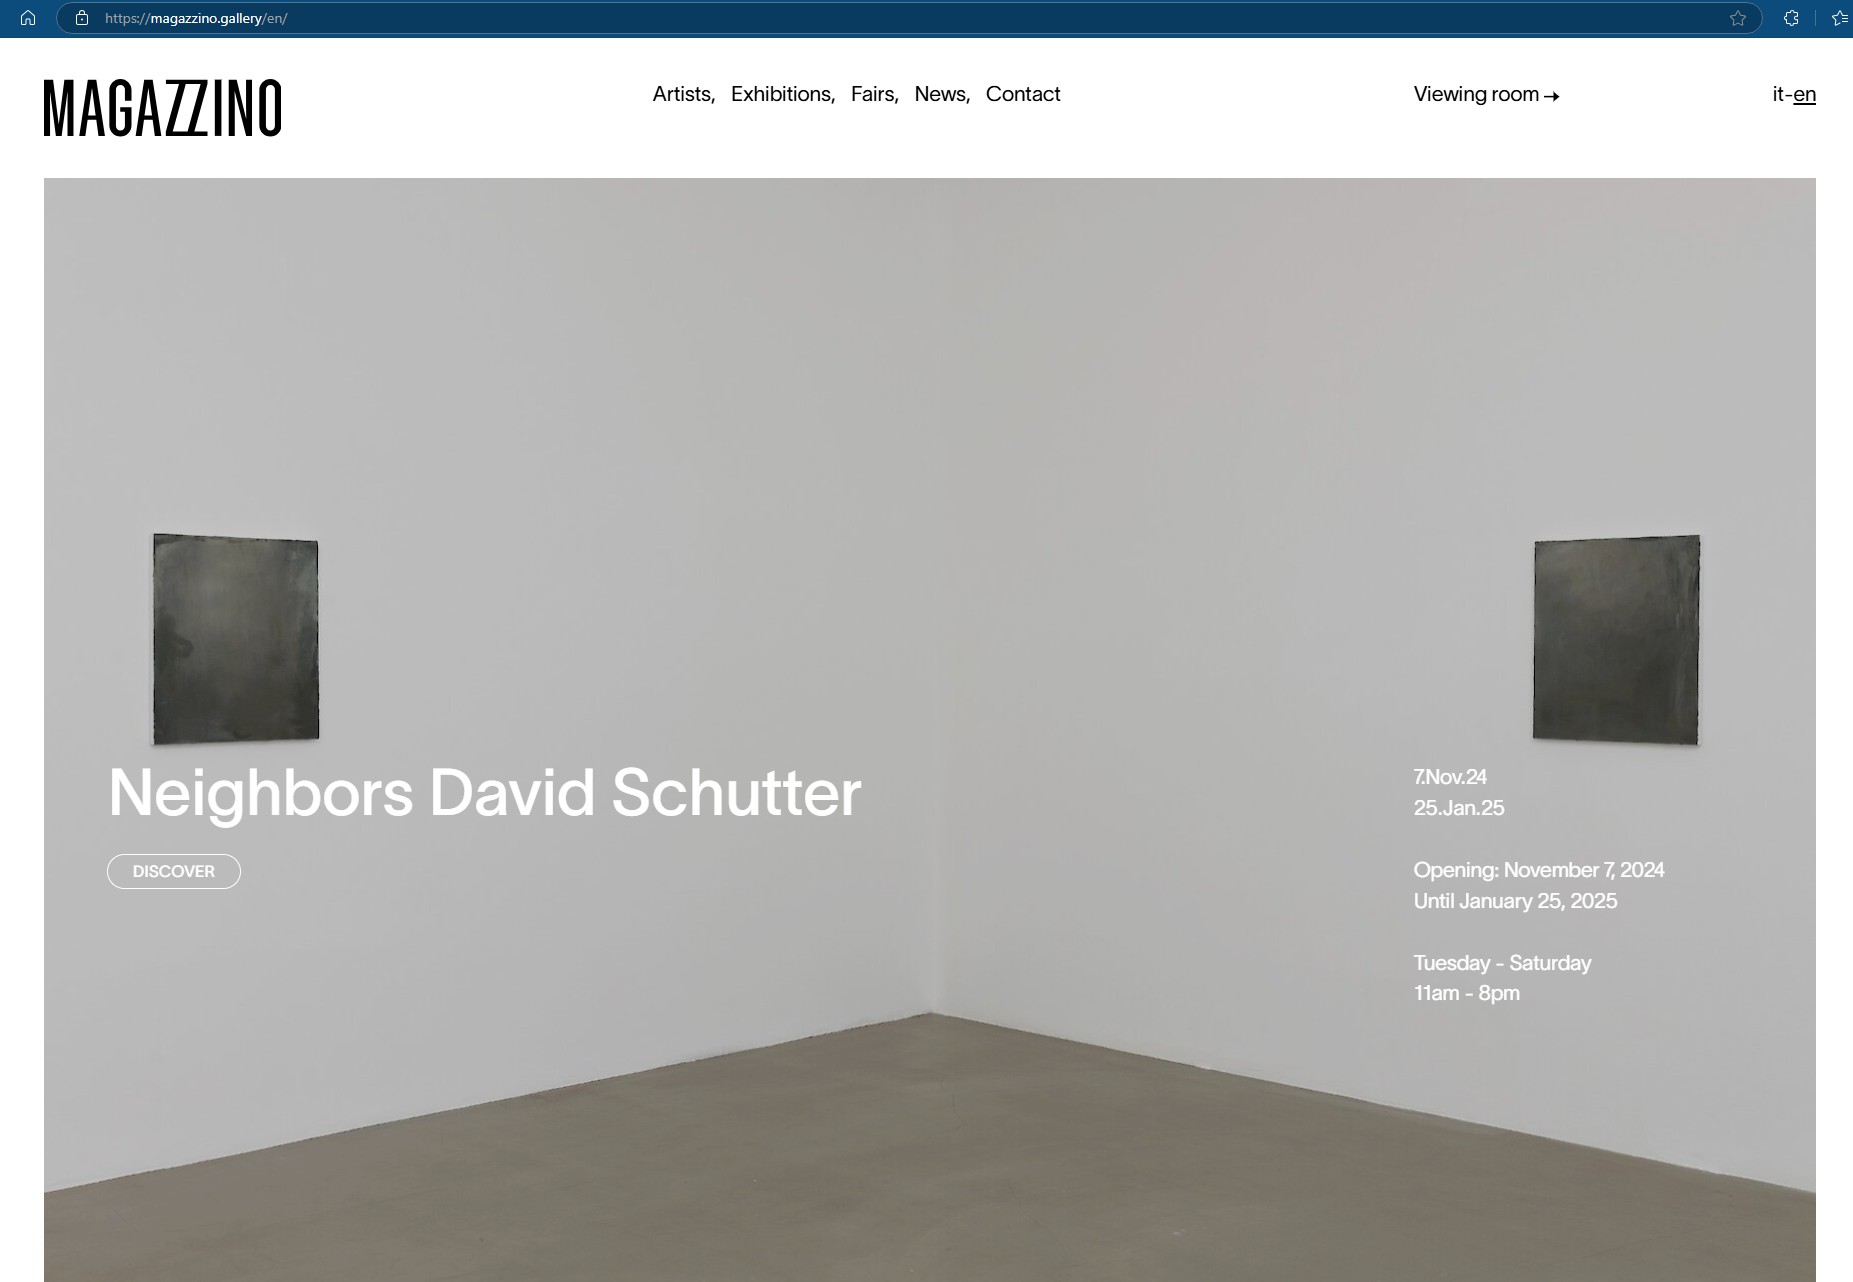 https://magazzino.gallery/en/
MAGAZZINO
Artists, Exhibitions, Fairs, News, Contact
Viewing room →
it-en
Neighbors David Schutter
DISCOVER
7.Nov.24
25.Jan.25
Opening: November 7, 2024
Until January 25, 2025
Tuesday - Saturday
11am - 8pm